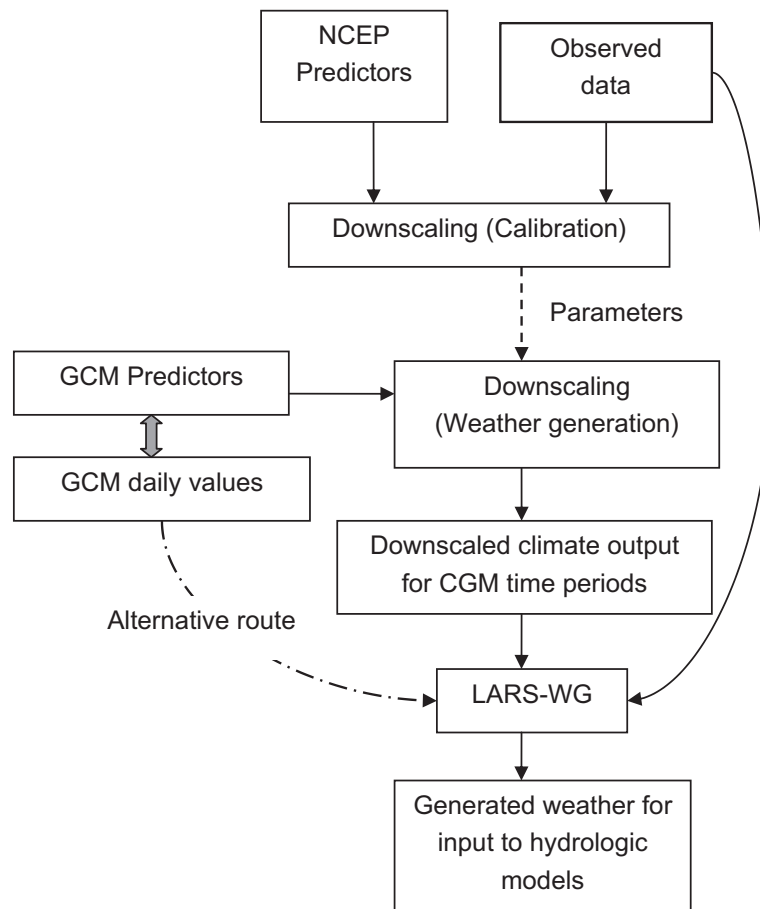 NCEP
Predictors
Observed
data
Downscaling (Calibration)
Parameters
GCM Predictors
Downscaling
(Weather generation)
GCM daily values
Downscaled climate output
for CGM time periods
Alternative route
LARS-WG
Generated weather for
input to hydrologic
models